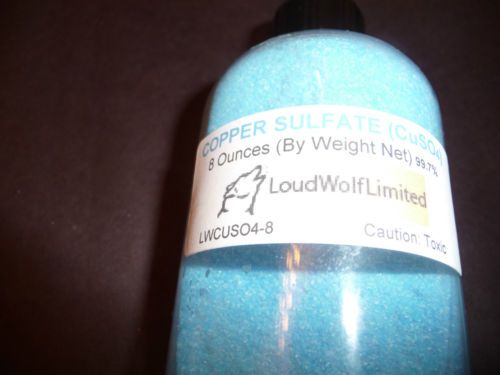 COPPER SULFATE (CuSO4)
8 Ounces (By Weight Net) 99.7%
LoudWolfLimited
LWCUSO4-8 Caution: Toxic